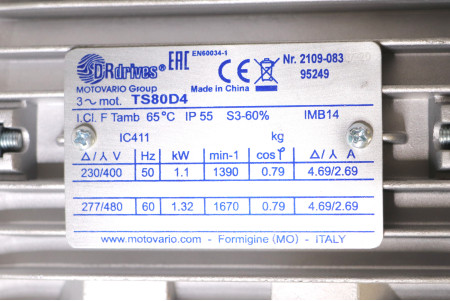 DRdrives®
EAC
EN60034-1
CE
Nr. 2109-083
95249
MOTOVARIO Group
Made in China
3~ mot. TS80D4
I.Cl. F Tamb 65°C IP 55 S3-60% IMB14
IC411 kg
Δ/⅄ V Hz kW min-1 cosφ Δ/⅄ A
230/400 50 1.1 1390 0.79 4.69/2.69
277/480 60 1.32 1670 0.79 4.69/2.69
www.motovario.com - Formigine (MO) - ITALY